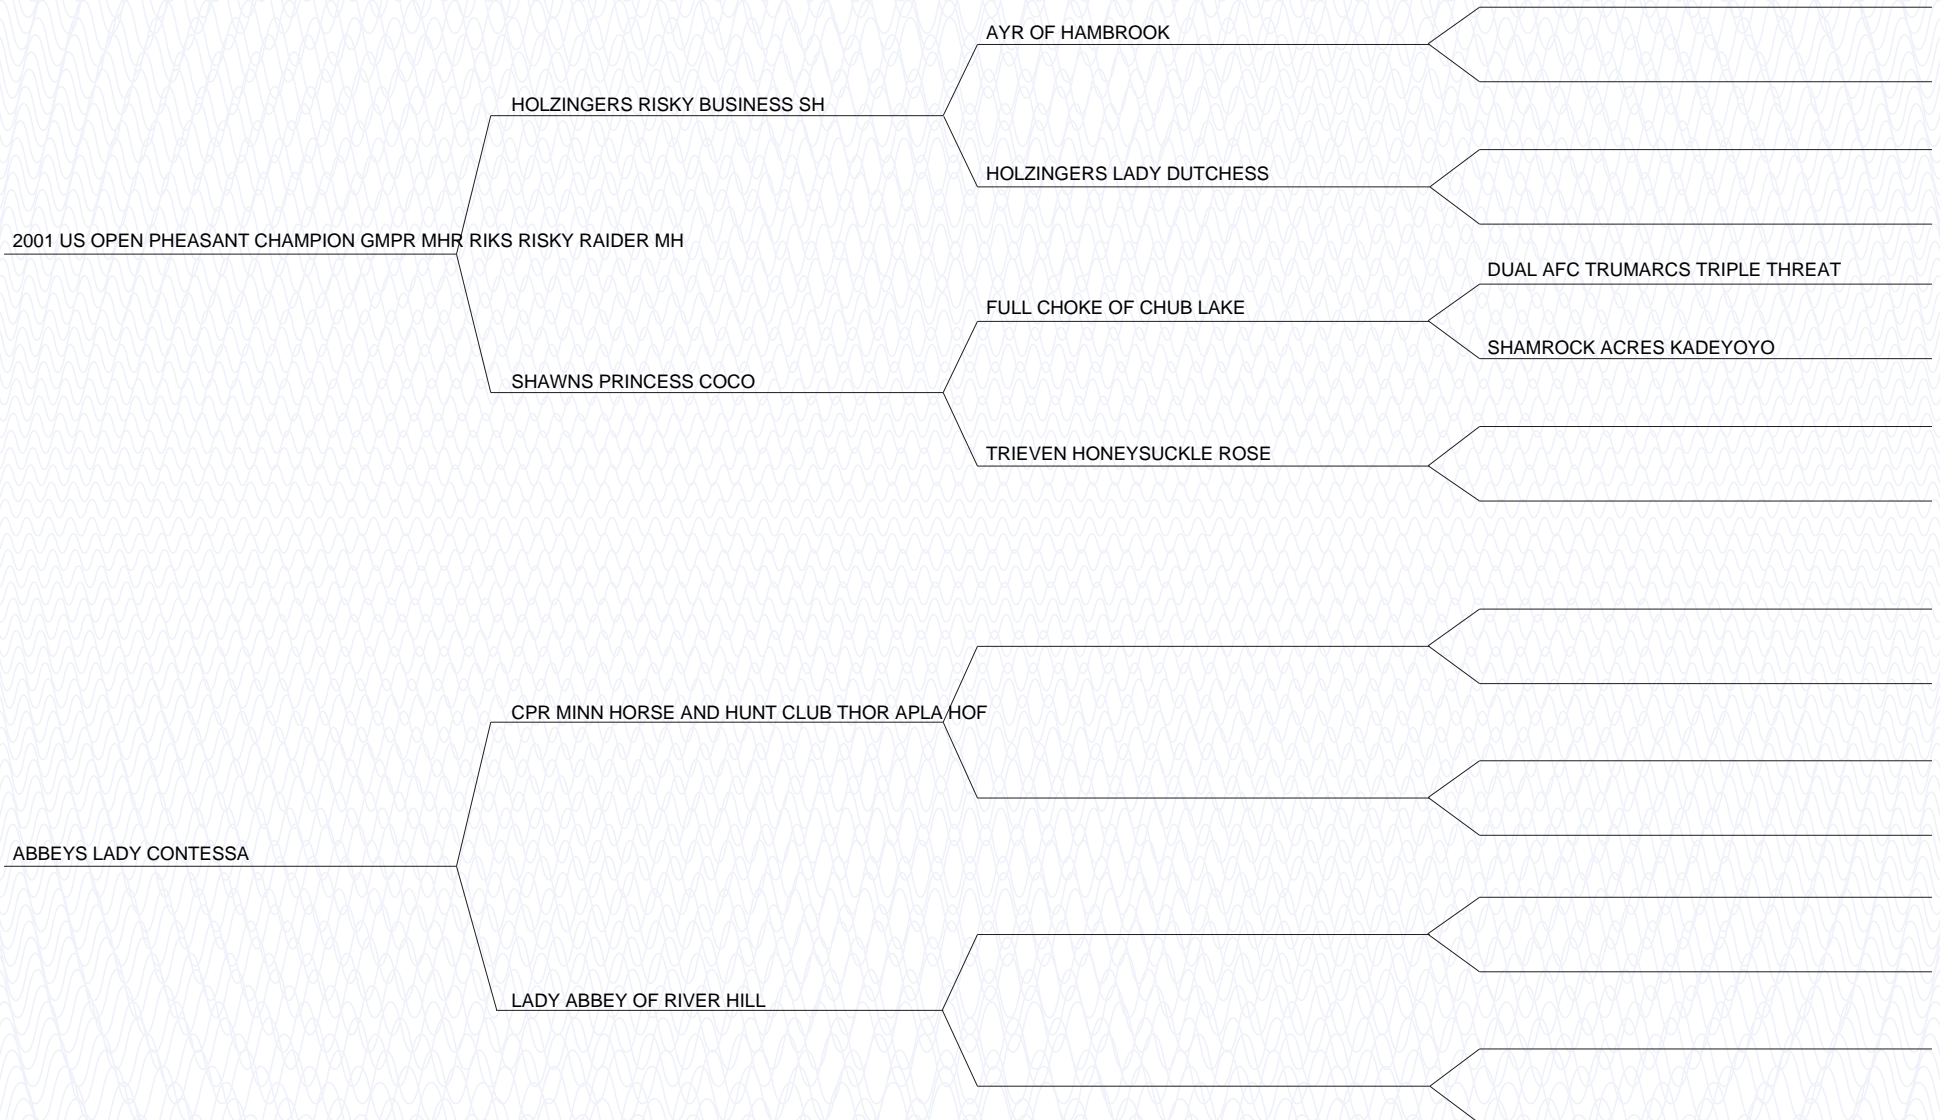 AYR OF HAMBROOK
HOLZINGERS RISKY BUSINESS SH
HOLZINGERS LADY DUTCHESS
2001 US OPEN PHEASANT CHAMPION GMPR MHR RIKS RISKY RAIDER MH
DUAL AFC TRUMARCS TRIPLE THREAT
FULL CHOKE OF CHUB LAKE
SHAMROCK ACRES KADEYOYO
SHAWNS PRINCESS COCO
TRIEVEN HONEYSUCKLE ROSE
CPR MINN HORSE AND HUNT CLUB THOR APLA HOF
ABBEYS LADY CONTESSA
LADY ABBEY OF RIVER HILL